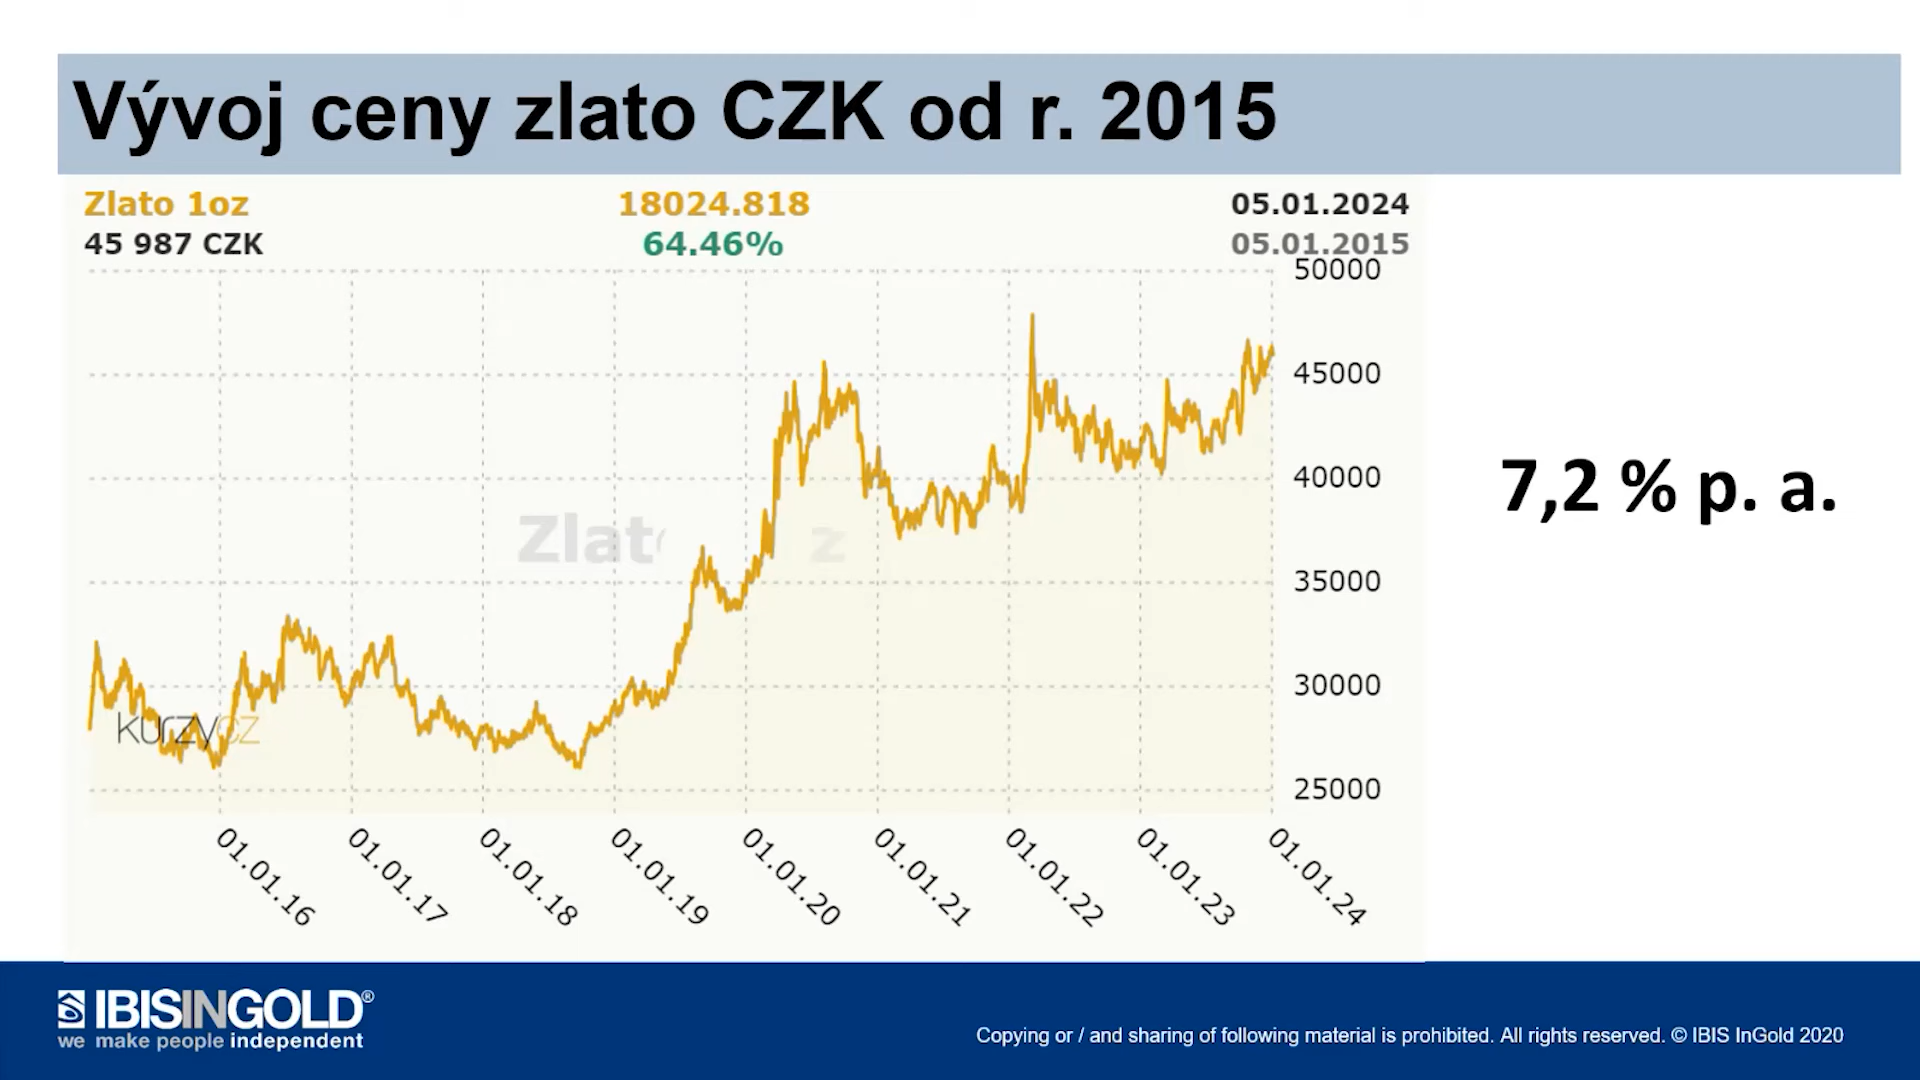 Vývoj ceny zlato CZK od r. 2015
Zlato 1oz 18024.818 05.01.2024
45 987 CZK 64.46% 05.01.2015
50000
45000
40000
35000
30000
25000
7,2 % p. a.
kurzycz
01.01.16 01.01.17 01.01.18 01.01.19 01.01.20 01.01.21 01.01.22 01.01.23 01.01.24
IBISINGOLD®
we make people independent
Copying or / and sharing of following material is prohibited. All rights reserved. © IBIS InGold 2020